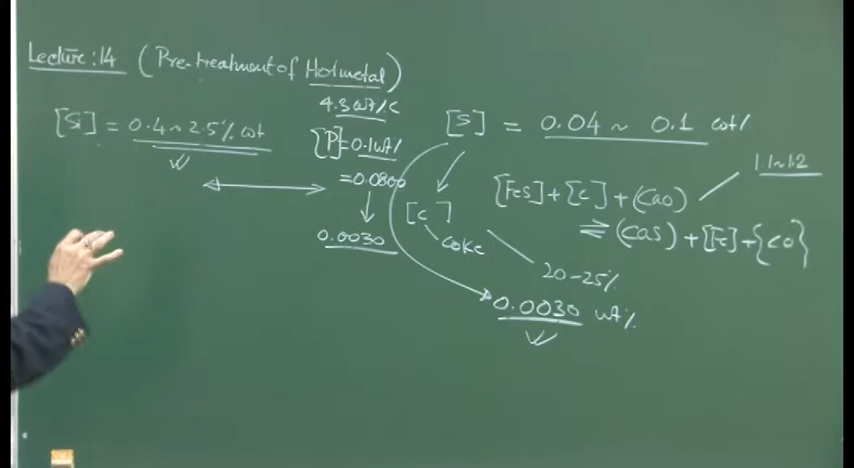 Lecture: 14 (Pre-treatment of Hotmetal)
4.3 wt/c
[Si] = 0.4 ~ 2.5% wt
[P] = 0.1 wt/
= 0.0800
0.0030
[S] = 0.04 ~ 0.1 wt/
1.1 ~ 1.2
[FeS] + [C] + (CaO)
⇌ (CaS) + [Fe] + {CO}
[C]
Coke
20-25%
0.0030 wt%